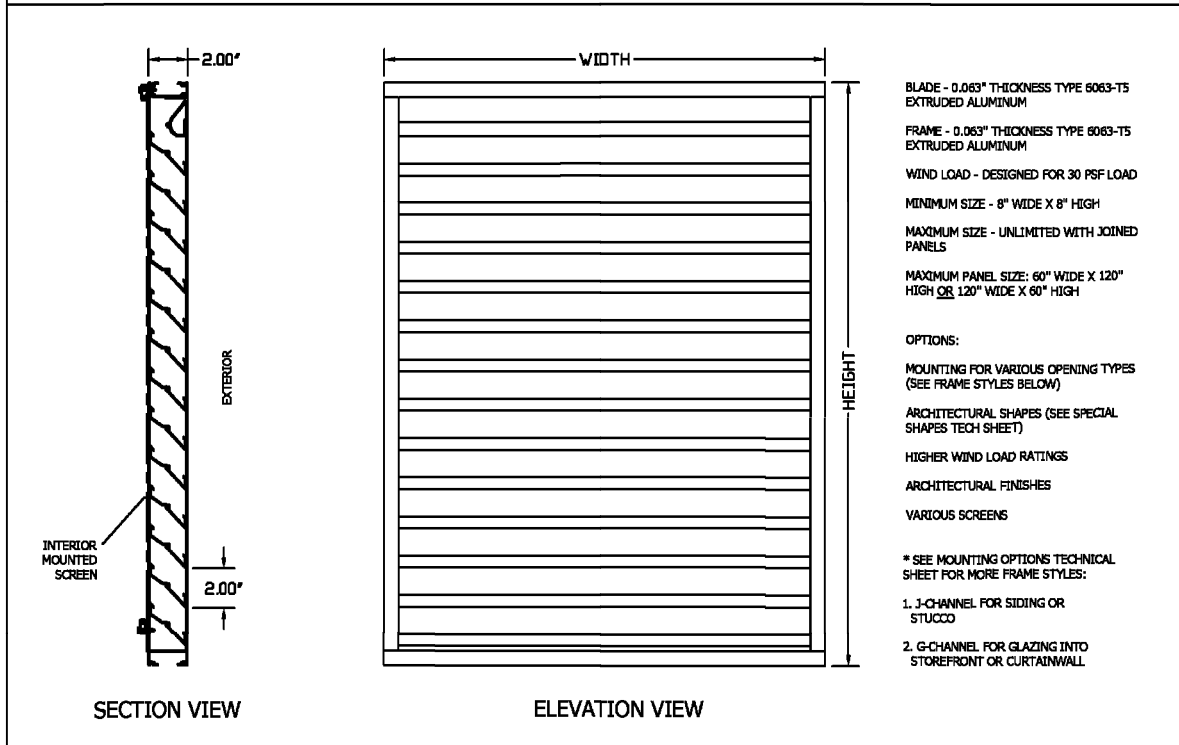 2.00"
WIDTH
EXTERIOR
HEIGHT
INTERIOR
MOUNTED
SCREEN
2.00"
SECTION VIEW
ELEVATION VIEW
BLADE - 0.063" THICKNESS TYPE 6063-T5
EXTRUDED ALUMINUM
FRAME - 0.063" THICKNESS TYPE 6063-T5
EXTRUDED ALUMINUM
WIND LOAD - DESIGNED FOR 30 PSF LOAD
MINIMUM SIZE - 8" WIDE X 8" HIGH
MAXIMUM SIZE - UNLIMITED WITH JOINED
PANELS
MAXIMUM PANEL SIZE: 60" WIDE X 120"
HIGH OR 120" WIDE X 60" HIGH
OPTIONS:
MOUNTING FOR VARIOUS OPENING TYPES
(SEE FRAME STYLES BELOW)
ARCHITECTURAL SHAPES (SEE SPECIAL
SHAPES TECH SHEET)
HIGHER WIND LOAD RATINGS
ARCHITECTURAL FINISHES
VARIOUS SCREENS
* SEE MOUNTING OPTIONS TECHNICAL
SHEET FOR MORE FRAME STYLES:
1. J-CHANNEL FOR SIDING OR
STUCCO
2. G-CHANNEL FOR GLAZING INTO
STOREFRONT OR CURTAINWALL